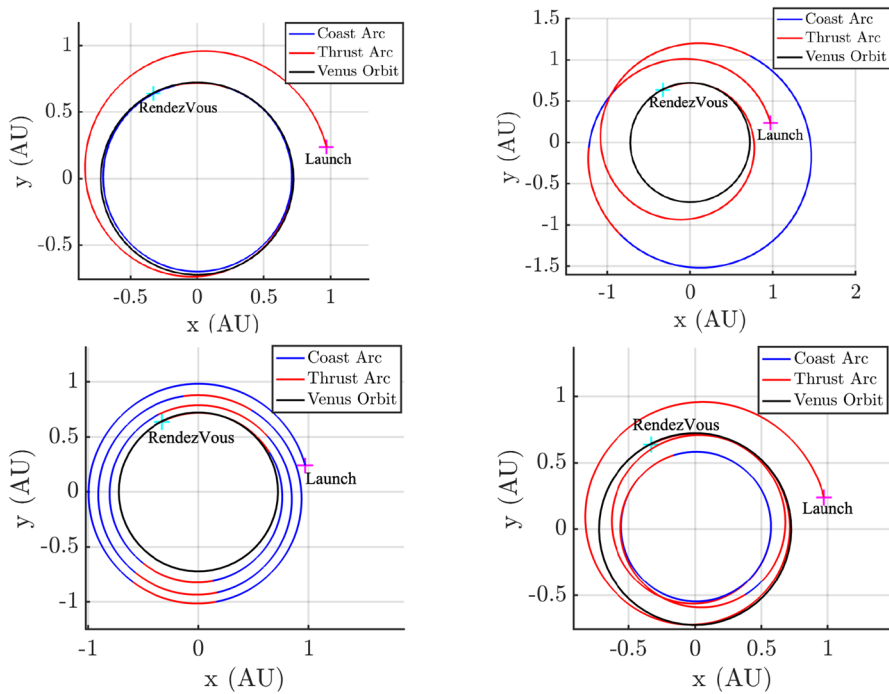 Coast Arc
Thrust Arc
Venus Orbit
1
0.5
0
-0.5
y (AU)
RendezVous
Launch
-0.5
0
0.5
1
x (AU)
Coast Arc
Thrust Arc
Venus Orbit
1.5
1
0.5
0
-0.5
-1
-1.5
y (AU)
RendezVous
Launch
-1
0
1
2
x (AU)
Coast Arc
Thrust Arc
Venus Orbit
1
0.5
0
-0.5
-1
y (AU)
RendezVous
Launch
-1
0
1
x (AU)
Coast Arc
Thrust Arc
Venus Orbit
1
0.5
0
-0.5
y (AU)
RendezVous
Launch
-0.5
0
0.5
1
x (AU)